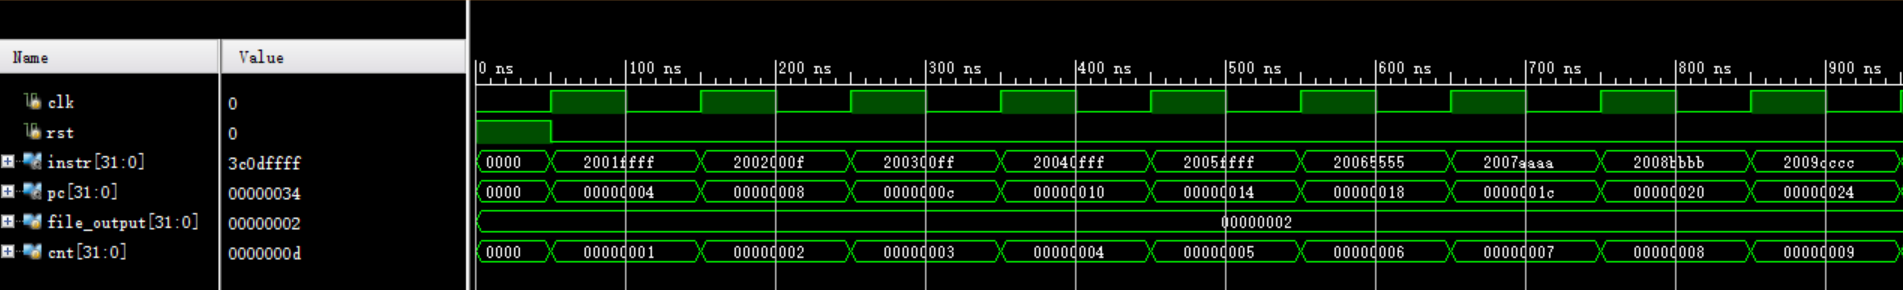 Name Value
0 ns 100 ns 200 ns 300 ns 400 ns 500 ns 600 ns 700 ns 800 ns 900 ns
clk 0
rst 0
instr[31:0] 3c0dffff 0000 2001ffff 2002000f 200300ff 20040fff 2005ffff 20065555 2007aaaa 2008bbbb 2009cccc
pc[31:0] 00000034 0000 00000004 00000008 0000000c 00000010 00000014 00000018 0000001c 00000020 00000024
file_output[31:0] 00000002 00000002
cnt[31:0] 0000000d 0000 00000001 00000002 00000003 00000004 00000005 00000006 00000007 00000008 00000009